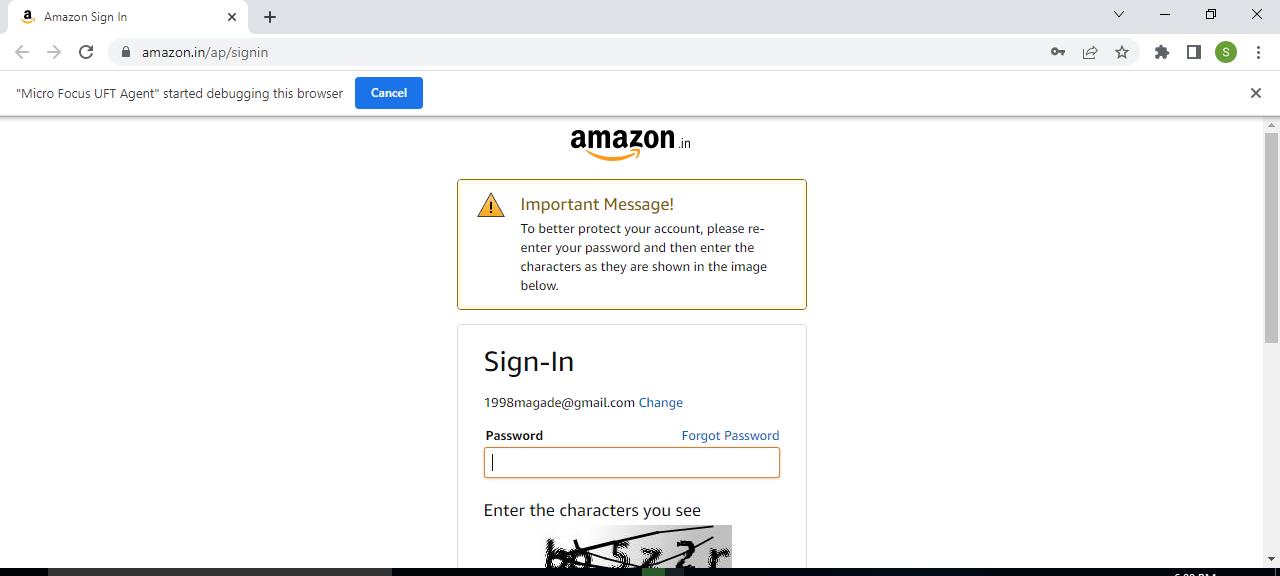 Amazon Sign In
amazon.in/ap/signin
S
"Micro Focus UFT Agent" started debugging this browser
Cancel
amazon.in
Important Message!
To better protect your account, please re-
enter your password and then enter the
characters as they are shown in the image
below.
Sign-In
1998magade@gmail.com Change
Password Forgot Password
Enter the characters you see